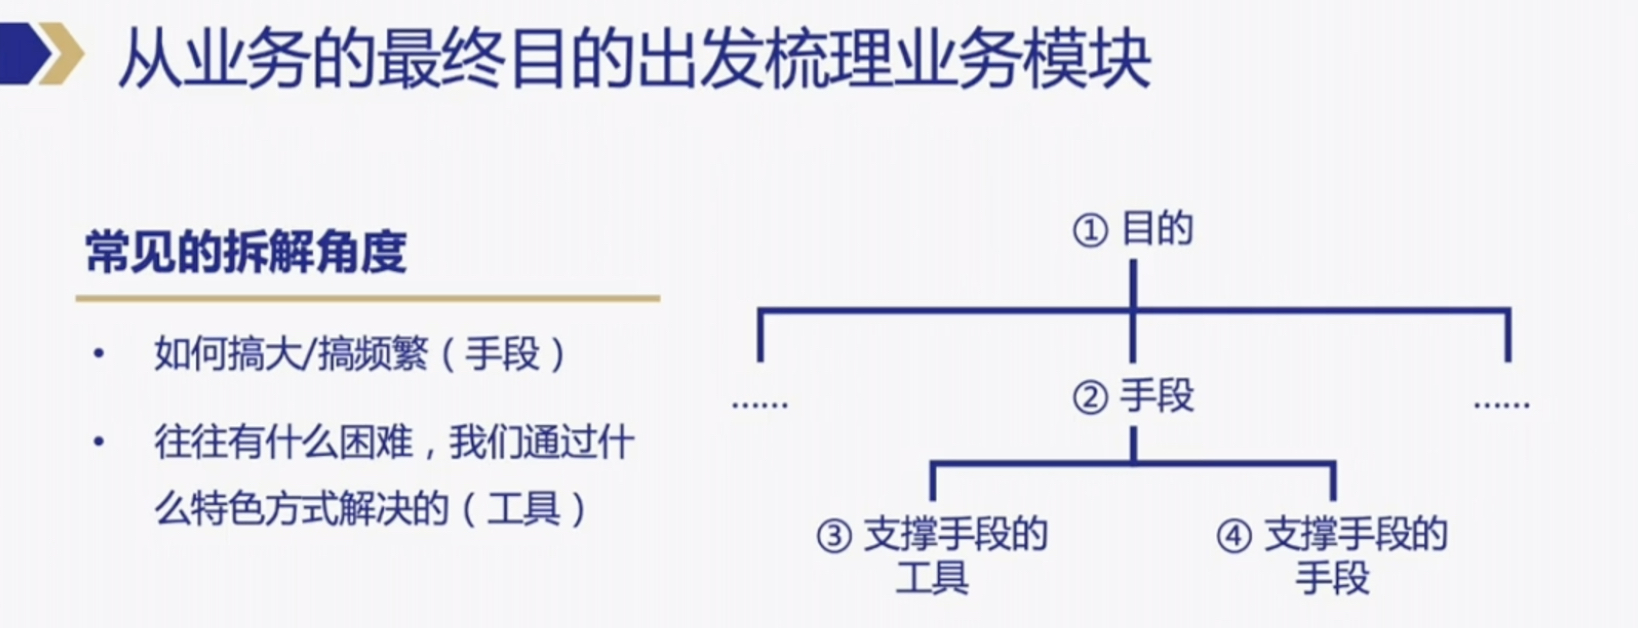 从业务的最终目的出发梳理业务模块
常见的拆解角度
• 如何搞大/搞频繁（手段）
• 往往有什么困难，我们通过什
么特色方式解决的（工具）
① 目的
……
② 手段
……
③ 支撑手段的
工具
④ 支撑手段的
手段